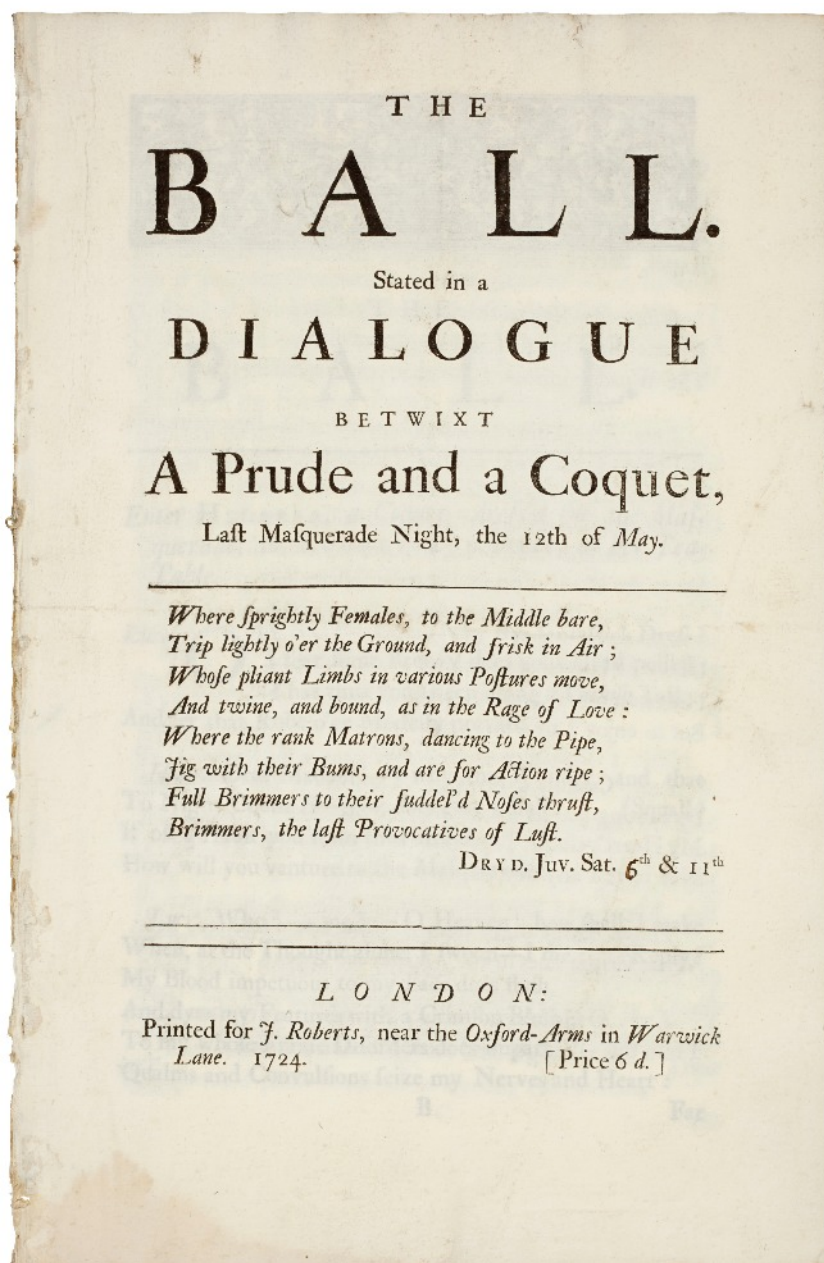 THE
BALL.
Stated in a
DIALOGUE
BETWIXT
A Prude and a Coquet,
Laſt Maſquerade Night, the 12th of May.
Where ſprightly Females, to the Middle bare,
Trip lightly o'er the Ground, and frisk in Air ;
Whoſe pliant Limbs in various Poſtures move,
And twine, and bound, as in the Rage of Love :
Where the rank Matrons, dancing to the Pipe,
Jig with their Bums, and are for Action ripe ;
Full Brimmers to their fuddel'd Noſes thruſt,
Brimmers, the laſt Provocatives of Luſt.
DRYD. Juv. Sat. 6th & 11th
LONDON:
Printed for J. Roberts, near the Oxford-Arms in Warwick
Lane. 1724. [Price 6 d.]